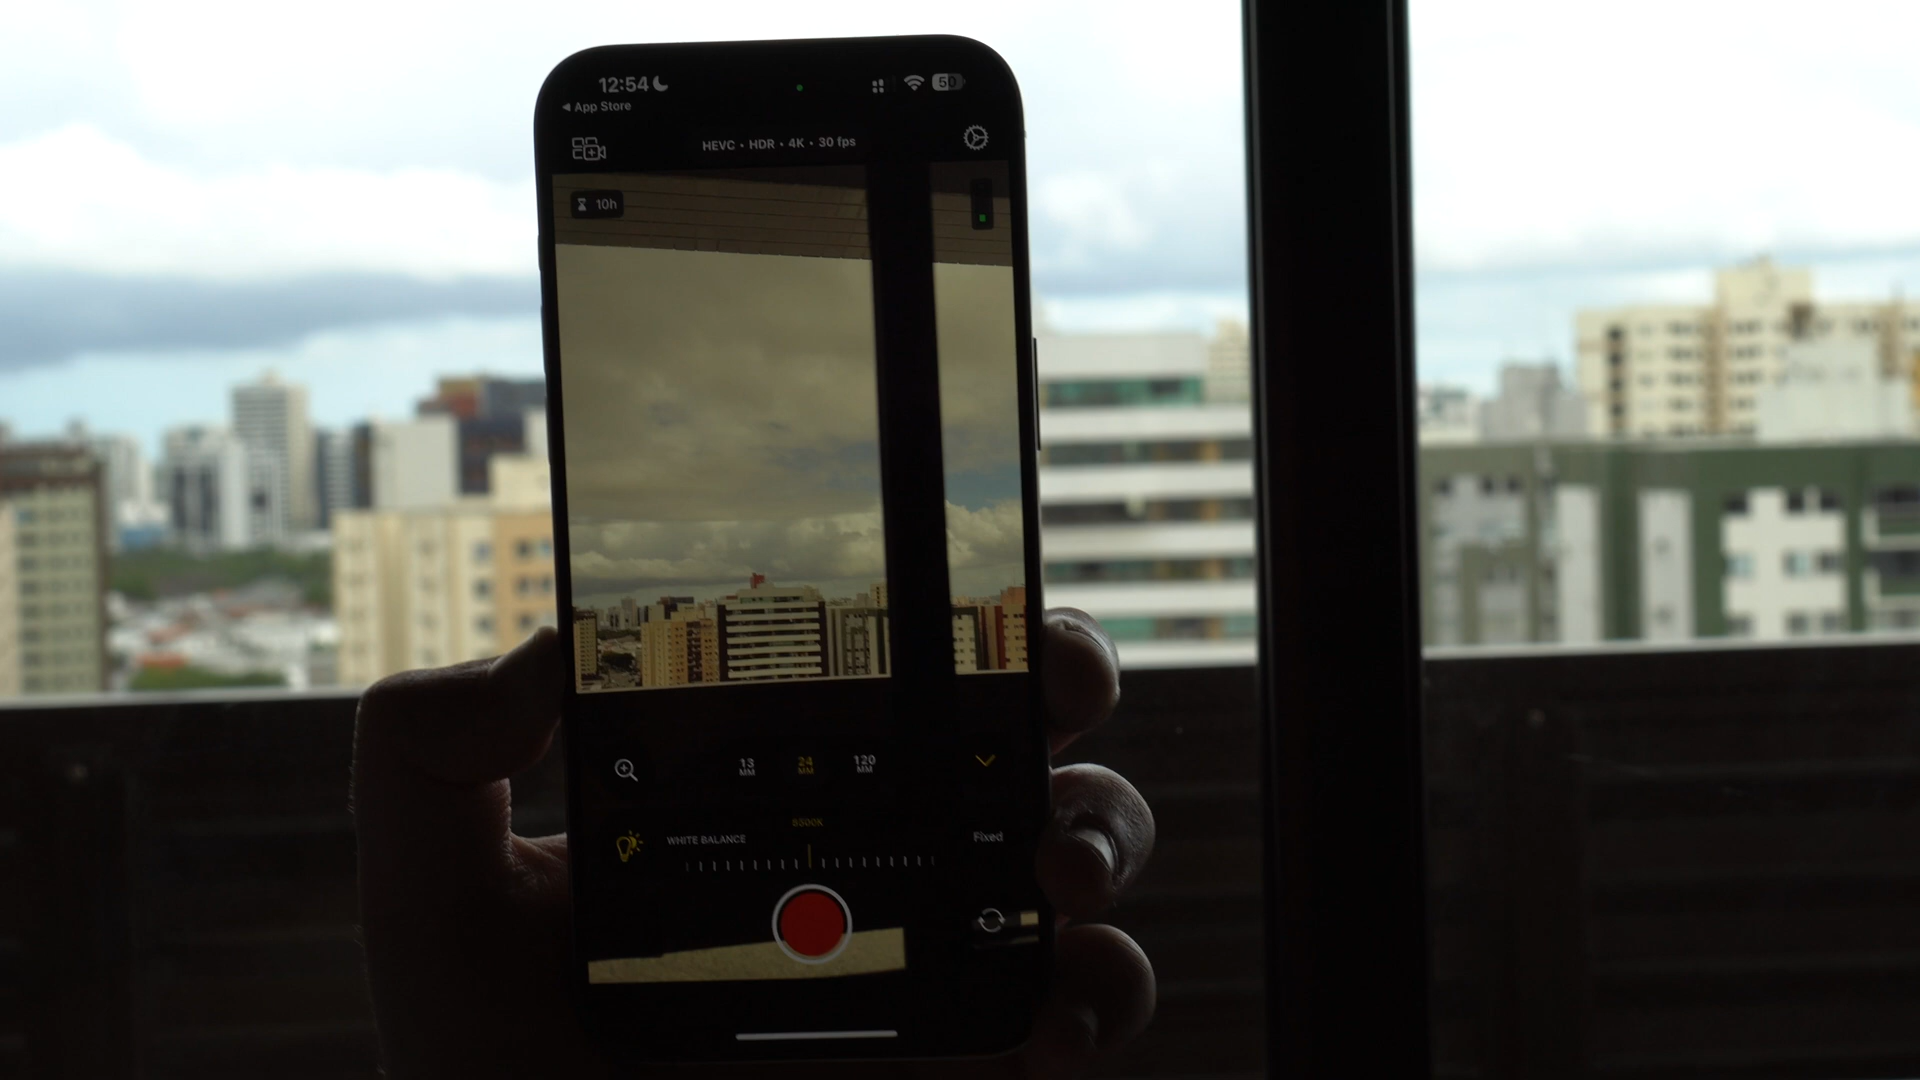 12:54
50
◀ App Store
HEVC • HDR • 4K • 30 fps
10h
13 MM
24 MM
120 MM
WHITE BALANCE
Fixed